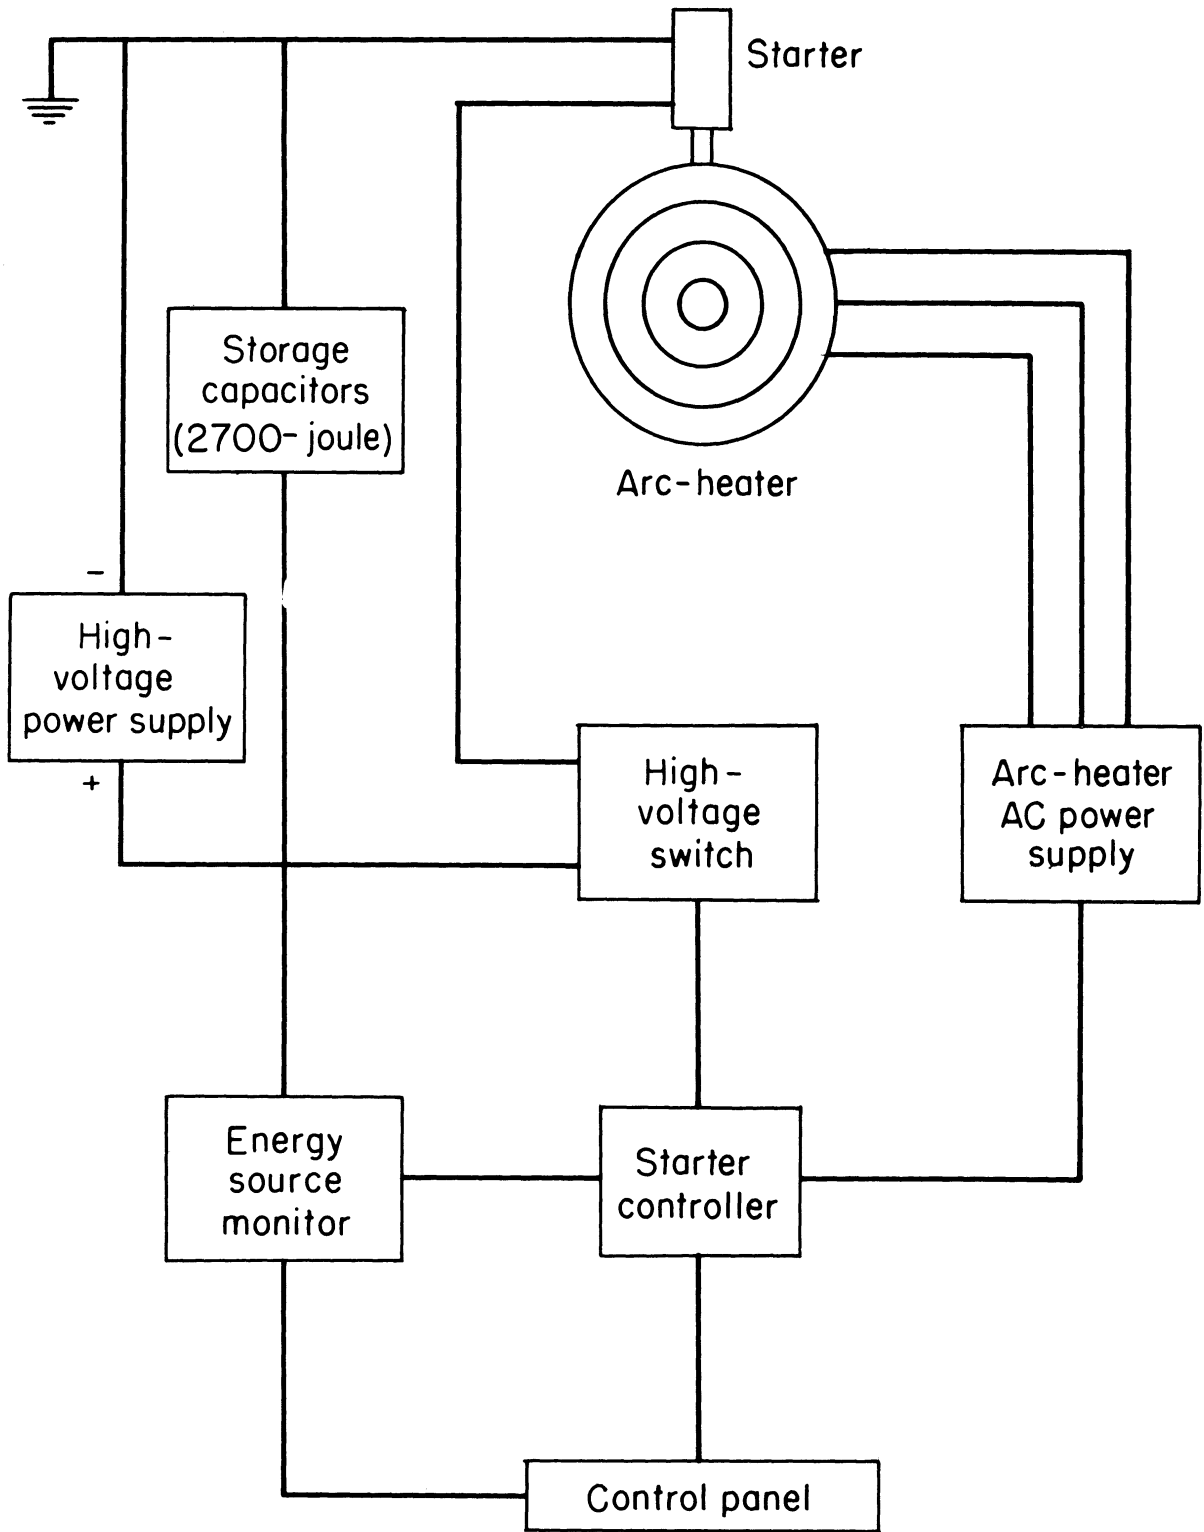 Starter
Storage
capacitors
(2700-joule)
Arc-heater
−
High-
voltage
power supply
+
High-
voltage
switch
Arc-heater
AC power
supply
Energy
source
monitor
Starter
controller
Control panel